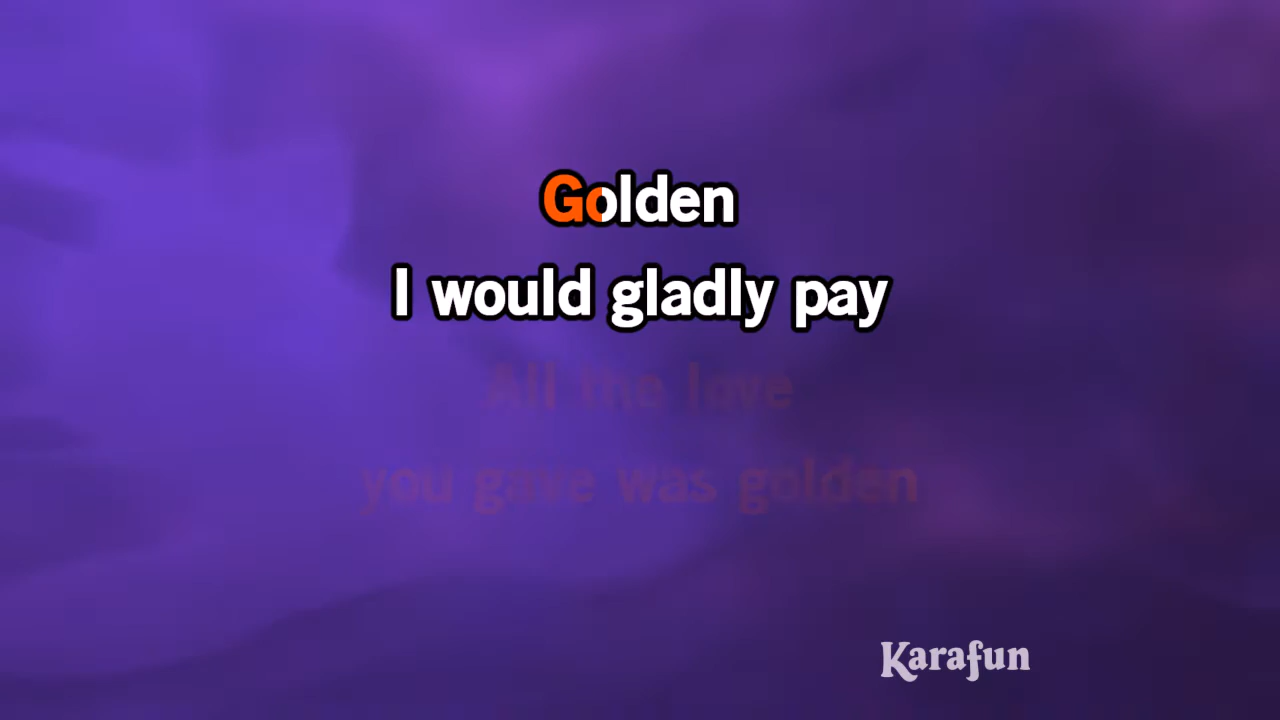 Golden
I would gladly pay
All the love
you gave was golden
Karafun